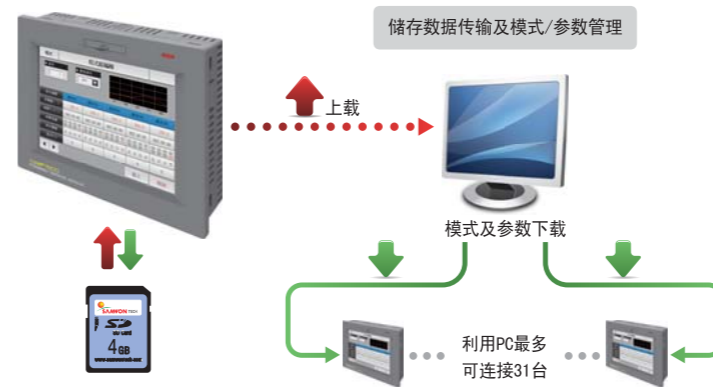 储存数据传输及模式/参数管理
上载
模式及参数下载
SAMWON TECH
SD
4GB
利用PC最多
可连接31台